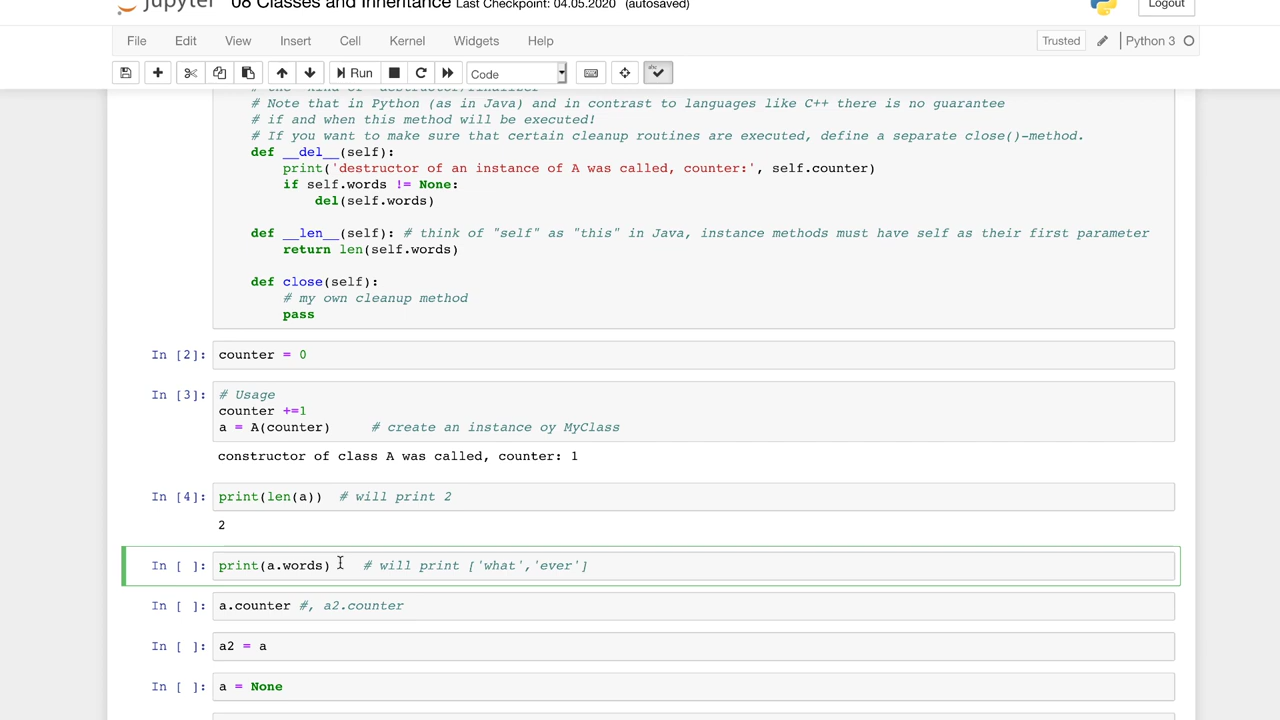 Jupyter 08 Classes and Inheritance Last Checkpoint: 04.05.2020 (autosaved)
Logout
File Edit View Insert Cell Kernel Widgets Help
Trusted
Python 3
Run
Code
# the "kind of" destructor/finalizer
# Note that in Python (as in Java) and in contrast to languages like C++ there is no guarantee
# if and when this method will be executed!
# If you want to make sure that certain cleanup routines are executed, define a separate close()-method.
def __del__(self):
print('destructor of an instance of A was called, counter:', self.counter)
if self.words != None:
del(self.words)
def __len__(self): # think of "self" as "this" in Java, instance methods must have self as their first parameter
return len(self.words)
def close(self):
# my own cleanup method
pass
In [2]: counter = 0
In [3]: # Usage
counter +=1
a = A(counter)     # create an instance oy MyClass
constructor of class A was called, counter: 1
In [4]: print(len(a))  # will print 2
2
In [ ]: print(a.words)    # will print ['what','ever']
In [ ]: a.counter #, a2.counter
In [ ]: a2 = a
In [ ]: a = None